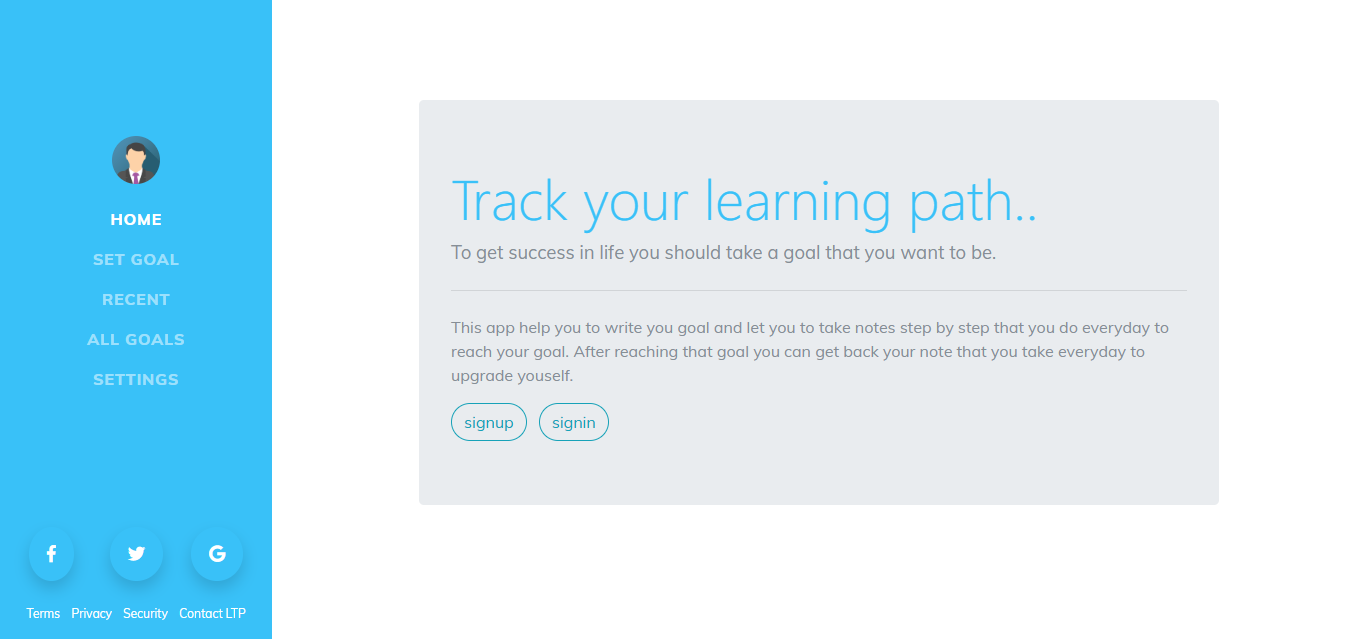 HOME
SET GOAL
RECENT
ALL GOALS
SETTINGS
Terms Privacy Security Contact LTP
Track your learning path..
To get success in life you should take a goal that you want to be.
This app help you to write you goal and let you to take notes step by step that you do everyday to
reach your goal. After reaching that goal you can get back your note that you take everyday to
upgrade youself.
signup signin